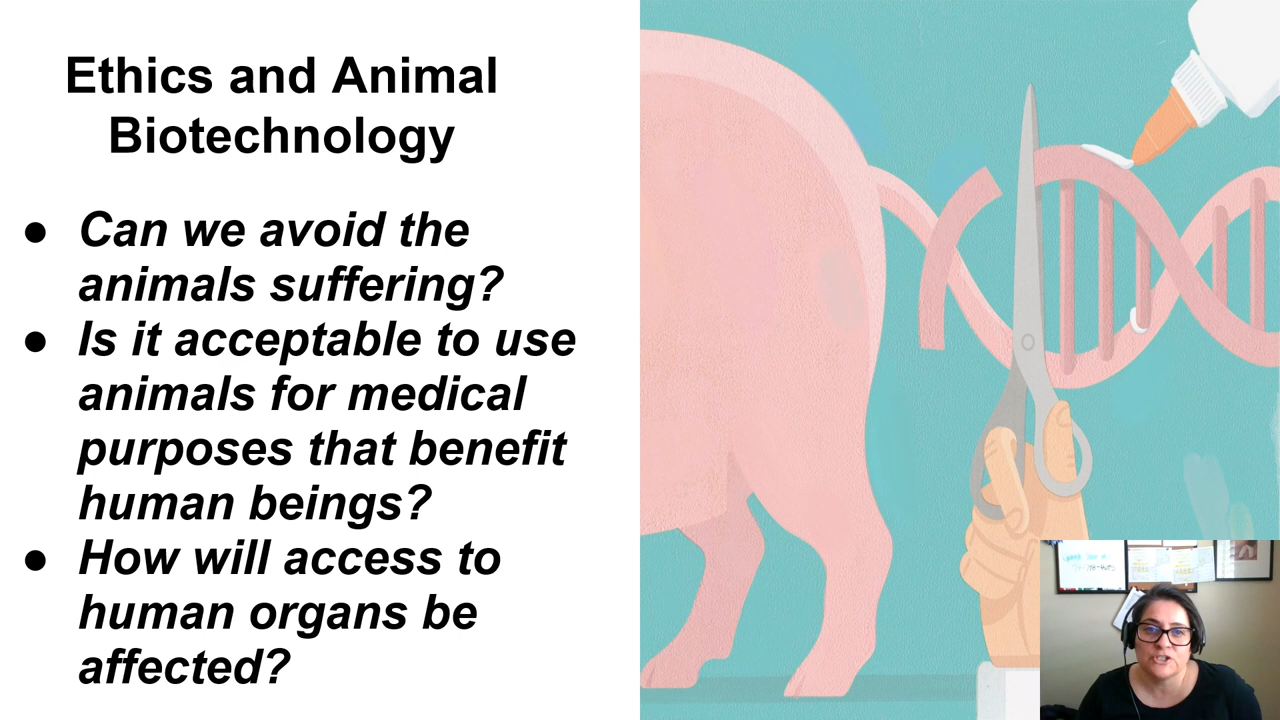 Ethics and Animal
Biotechnology
● Can we avoid the
animals suffering?
● Is it acceptable to use
animals for medical
purposes that benefit
human beings?
● How will access to
human organs be
affected?